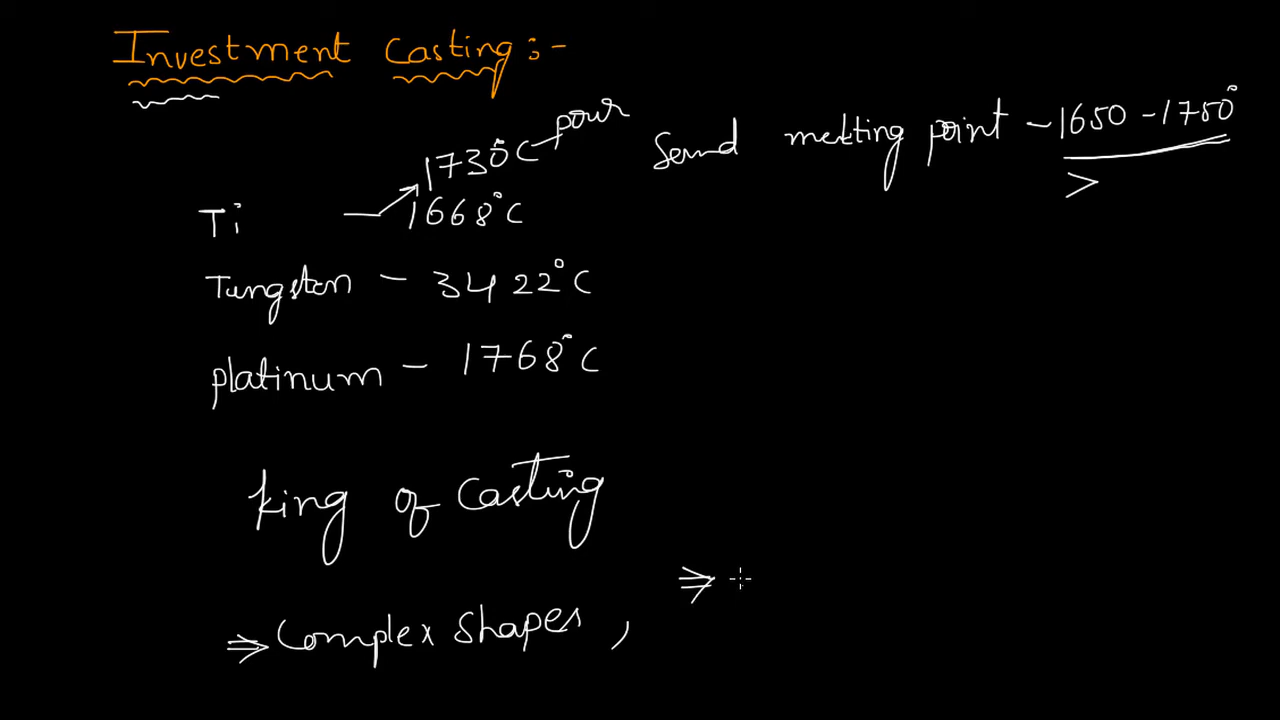 Investment Casting :-
1730°C pour
Sand melting point - 1650 - 1750°
>
Ti → 1668°C
Tungsten - 3422°C
platinum - 1768°C
king of casting
⇒
⇒ Complex shapes ,